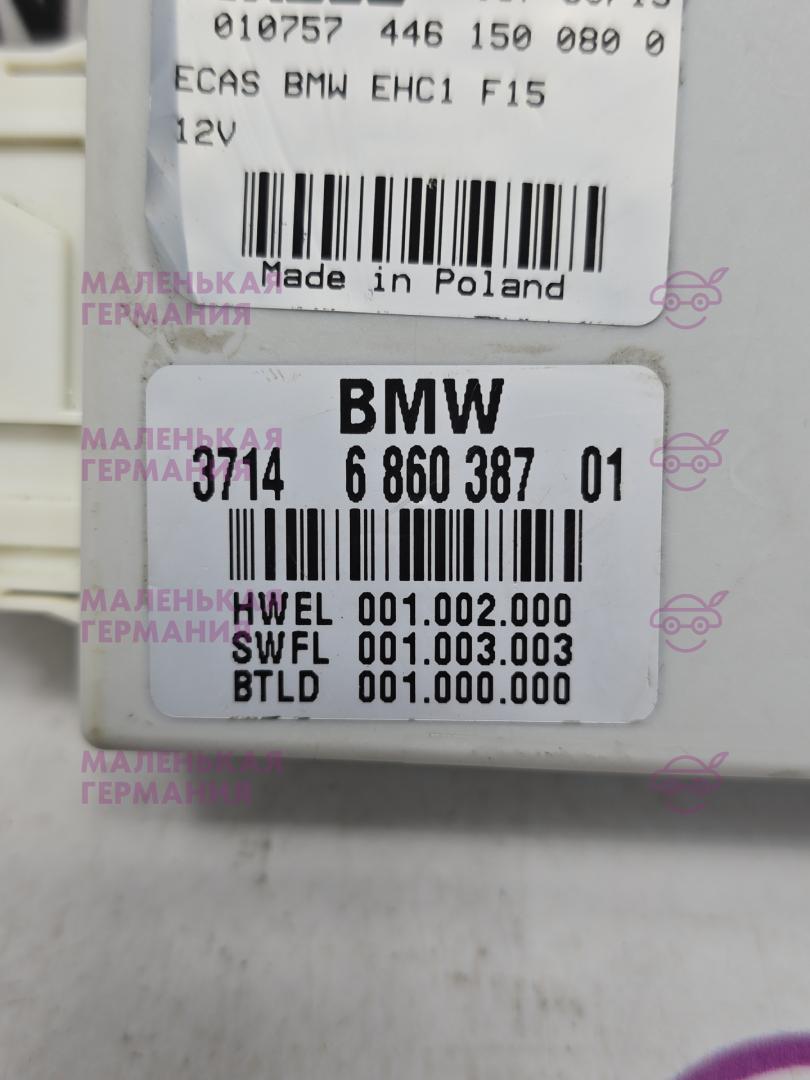 010757 446 150 080 0
ECAS BMW EHC1 F15
12V
Made in Poland
МАЛЕНЬКАЯ
ГЕРМАНИЯ
BMW
3714 6 860 387 01
МАЛЕНЬКАЯ
ГЕРМАНИЯ
HWEL 001.002.000
SWFL 001.003.003
BTLD 001.000.000
МАЛЕНЬКАЯ
ГЕРМАНИЯ
МАЛЕНЬКАЯ
ГЕРМАНИЯ